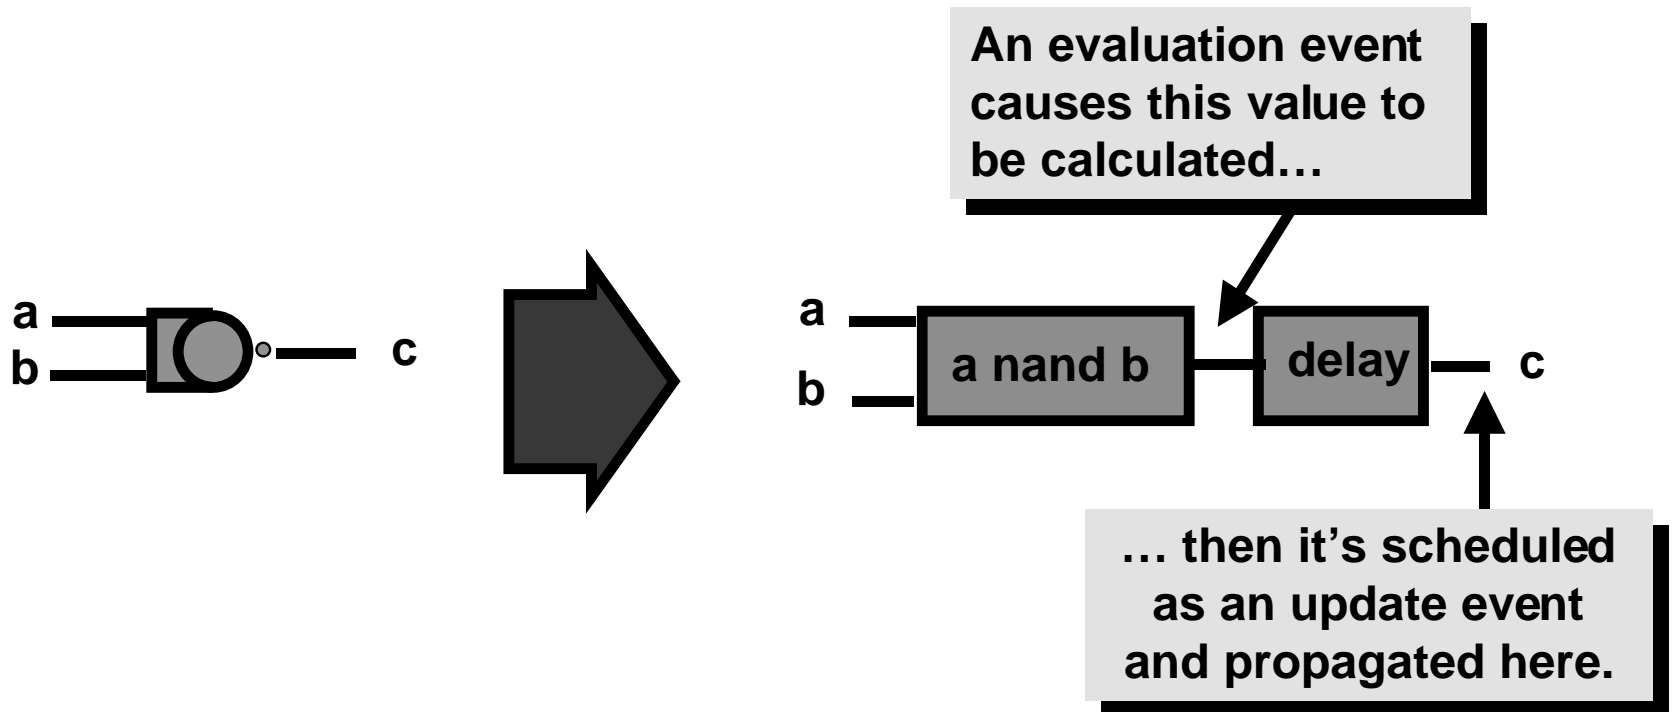 An evaluation event
causes this value to
be calculated…
a
b
c
a
b
a nand b
delay
c
… then it’s scheduled
as an update event
and propagated here.